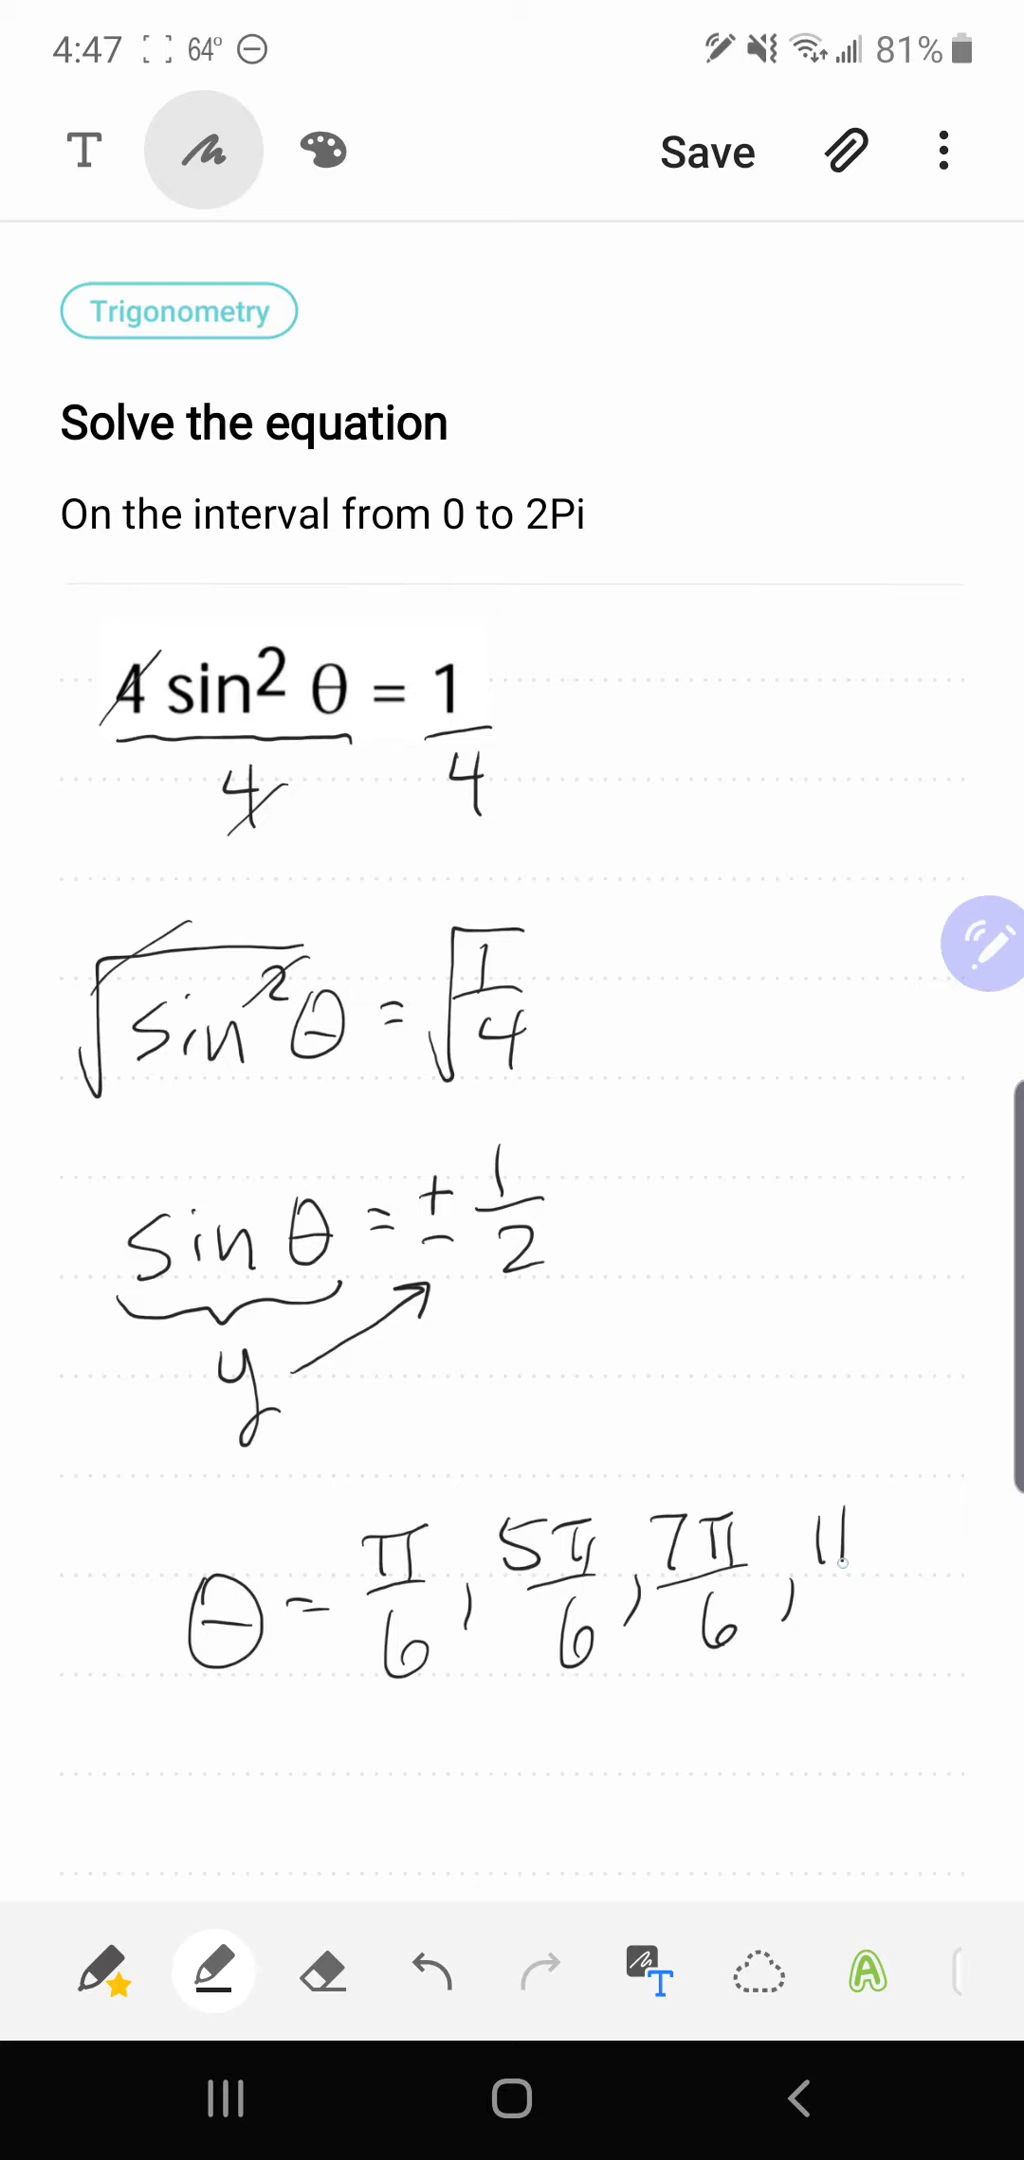 4:47 64° 81%
T Save
Trigonometry
Solve the equation
On the interval from 0 to 2Pi
4 sin² θ = 1
4 4
√sin²θ = √1/4
sin θ = ± 1/2
y
θ = π/6, 5π/6, 7π/6, 11
T A